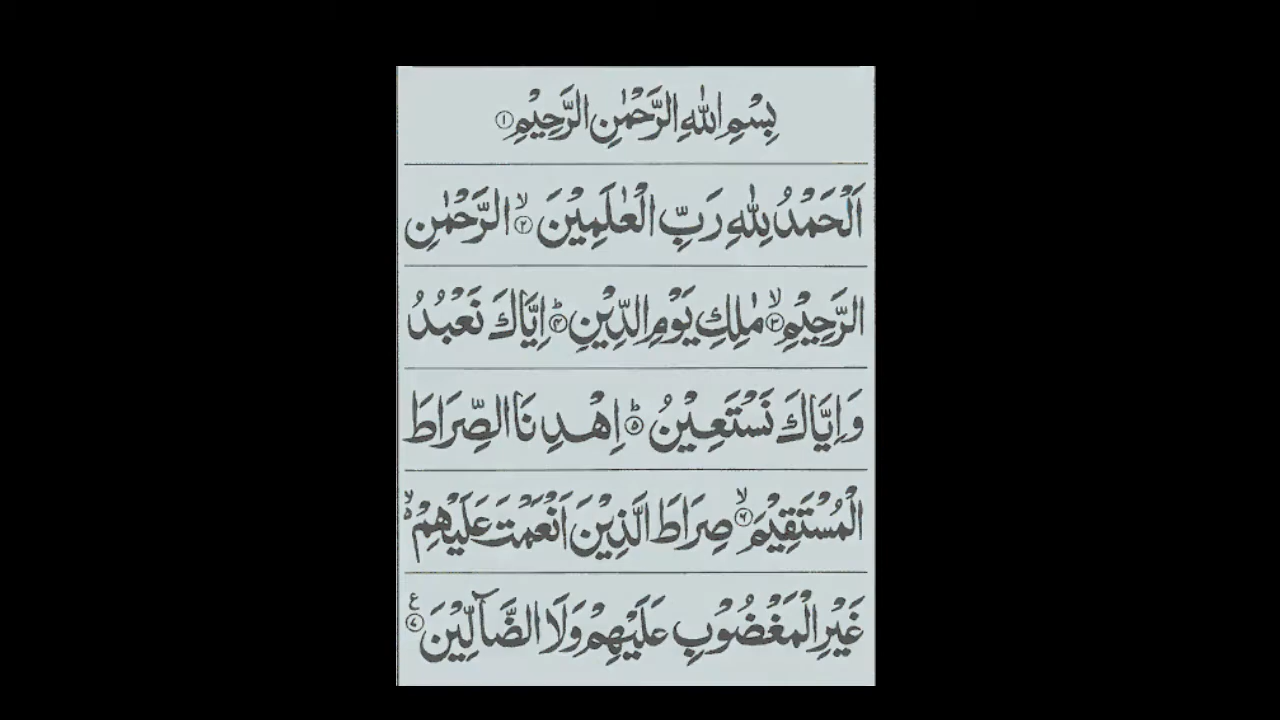 بِسْمِ اللّٰهِ الرَّحْمٰنِ الرَّحِيْمِ ۝١
اَلْحَمْدُ لِلّٰهِ رَبِّ الْعٰلَمِيْنَ ۙ۝٢ الرَّحْمٰنِ
الرَّحِيْمِ ۙ۝٣ مٰلِكِ يَوْمِ الدِّيْنِ ؕ۝٤ اِيَّاكَ نَعْبُدُ
وَاِيَّاكَ نَسْتَعِيْنُ ؕ۝٥ اِهْدِنَا الصِّرَاطَ
الْمُسْتَقِيْمَ ۙ۝٦ صِرَاطَ الَّذِيْنَ اَنْعَمْتَ عَلَيْهِمْ ۙ۬
غَيْرِ الْمَغْضُوْبِ عَلَيْهِمْ وَلَا الضَّآلِّيْنَ ۝٧ ع